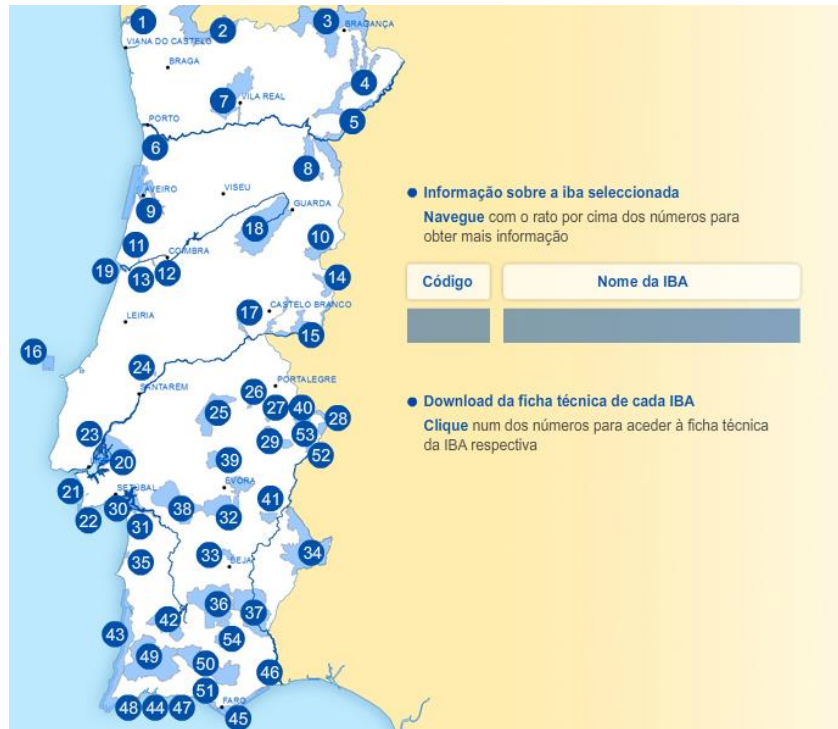 1
2
3
BRAGANÇA
VIANA DO CASTELO
BRAGA
4
7
VILA REAL
5
PORTO
6
8
AVEIRO
VISEU
9
GUARDA
18
10
11
COIMBRA
19
13
12
14
17
CASTELO BRANCO
LEIRIA
15
16
24
SANTARÉM
PORTALEGRE
26
25
27
40
28
23
29
53
52
20
39
21
SETÚBAL
ÉVORA
22
30
38
41
31
32
35
33
BEJA
34
36
37
42
43
54
49
50
46
51
48
44
47
FARO
45
Informação sobre a iba seleccionada
Navegue com o rato por cima dos números para
obter mais informação
Código
Nome da IBA
Download da ficha técnica de cada IBA
Clique num dos números para aceder à ficha técnica
da IBA respectiva